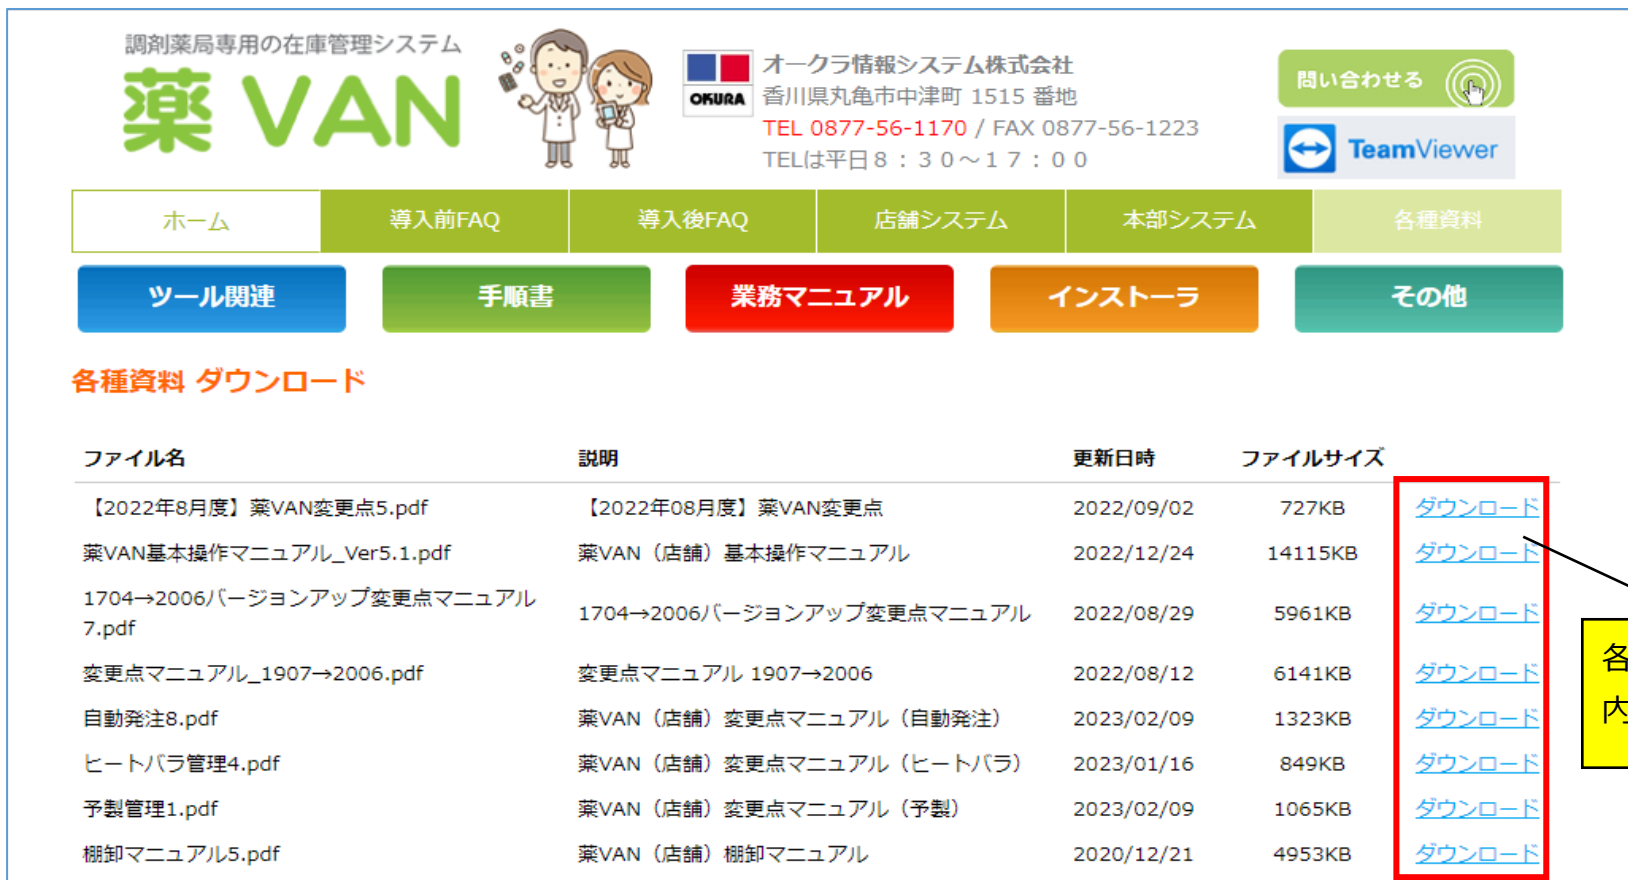 調剤薬局専用の在庫管理システム
薬 VAN
OKURA
オークラ情報システム株式会社
香川県丸亀市中津町 1515 番地
TEL 0877-56-1170 / FAX 0877-56-1223
TELは平日8：30～17：00
問い合わせる
TeamViewer
ホーム 導入前FAQ 導入後FAQ 店舗システム 本部システム 各種資料
ツール関連 手順書 業務マニュアル インストーラ その他
各種資料 ダウンロード
ファイル名 説明 更新日時 ファイルサイズ
【2022年8月度】薬VAN変更点5.pdf 【2022年08月度】薬VAN変更点 2022/09/02 727KB ダウンロード
薬VAN基本操作マニュアル_Ver5.1.pdf 薬VAN（店舗）基本操作マニュアル 2022/12/24 14115KB ダウンロード
1704→2006バージョンアップ変更点マニュアル
7.pdf
1704→2006バージョンアップ変更点マニュアル 2022/08/29 5961KB ダウンロード
変更点マニュアル_1907→2006.pdf 変更点マニュアル 1907→2006 2022/08/12 6141KB ダウンロード
自動発注8.pdf 薬VAN（店舗）変更点マニュアル（自動発注） 2023/02/09 1323KB ダウンロード
ヒートバラ管理4.pdf 薬VAN（店舗）変更点マニュアル（ヒートバラ） 2023/01/16 849KB ダウンロード
予製管理1.pdf 薬VAN（店舗）変更点マニュアル（予製） 2023/02/09 1065KB ダウンロード
棚卸マニュアル5.pdf 薬VAN（店舗）棚卸マニュアル 2020/12/21 4953KB ダウンロード
各